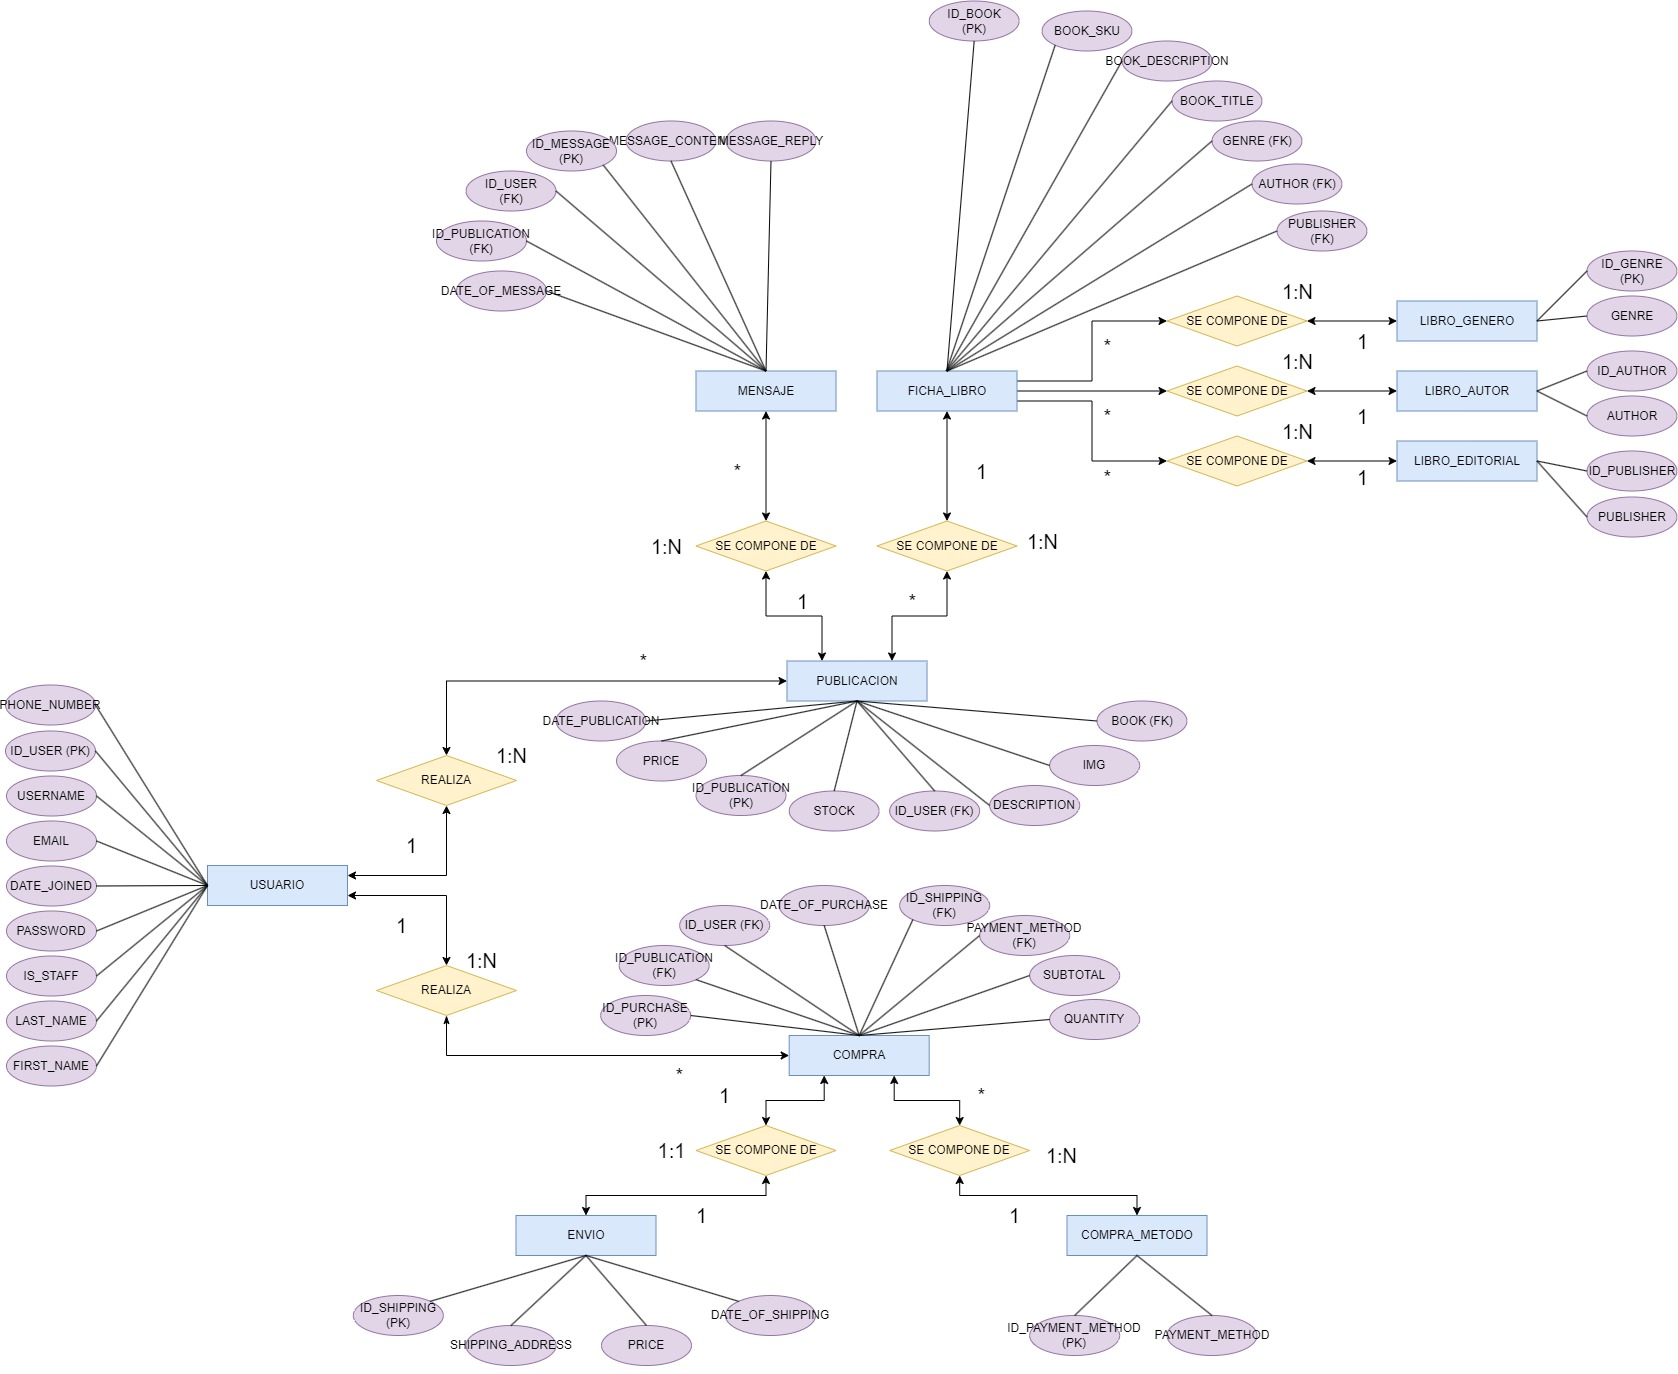 ID_BOOK
(PK)
BOOK_SKU
BOOK_DESCRIPTION
BOOK_TITLE
GENRE (FK)
AUTHOR (FK)
PUBLISHER
(FK)
ID_MESSAGE
(PK)
MESSAGE_CONTEN
MESSAGE_REPLY
ID_USER
(FK)
ID_PUBLICATION
(FK)
DATE_OF_MESSAGE
MENSAJE
FICHA_LIBRO
SE COMPONE DE
1:N
*
1
LIBRO_GENERO
ID_GENRE
(PK)
GENRE
SE COMPONE DE
1:N
*
1
LIBRO_AUTOR
ID_AUTHOR
AUTHOR
SE COMPONE DE
1:N
*
1
LIBRO_EDITORIAL
ID_PUBLISHER
PUBLISHER
*
1:N
SE COMPONE DE
1
1
SE COMPONE DE
1:N
*
*
PUBLICACION
DATE_PUBLICATION
PRICE
ID_PUBLICATION
(PK)
STOCK
ID_USER (FK)
DESCRIPTION
IMG
BOOK (FK)
1:N
REALIZA
1
PHONE_NUMBER
ID_USER (PK)
USERNAME
EMAIL
DATE_JOINED
PASSWORD
IS_STAFF
LAST_NAME
FIRST_NAME
USUARIO
1
1:N
REALIZA
*
ID_PURCHASE
(PK)
ID_PUBLICATION
(FK)
ID_USER (FK)
DATE_OF_PURCHASE
ID_SHIPPING
(FK)
PAYMENT_METHOD
(FK)
SUBTOTAL
QUANTITY
COMPRA
1
1:1
SE COMPONE DE
1
*
SE COMPONE DE
1:N
1
ENVIO
COMPRA_METODO
ID_SHIPPING
(PK)
SHIPPING_ADDRESS
PRICE
DATE_OF_SHIPPING
ID_PAYMENT_METHOD
(PK)
PAYMENT_METHOD